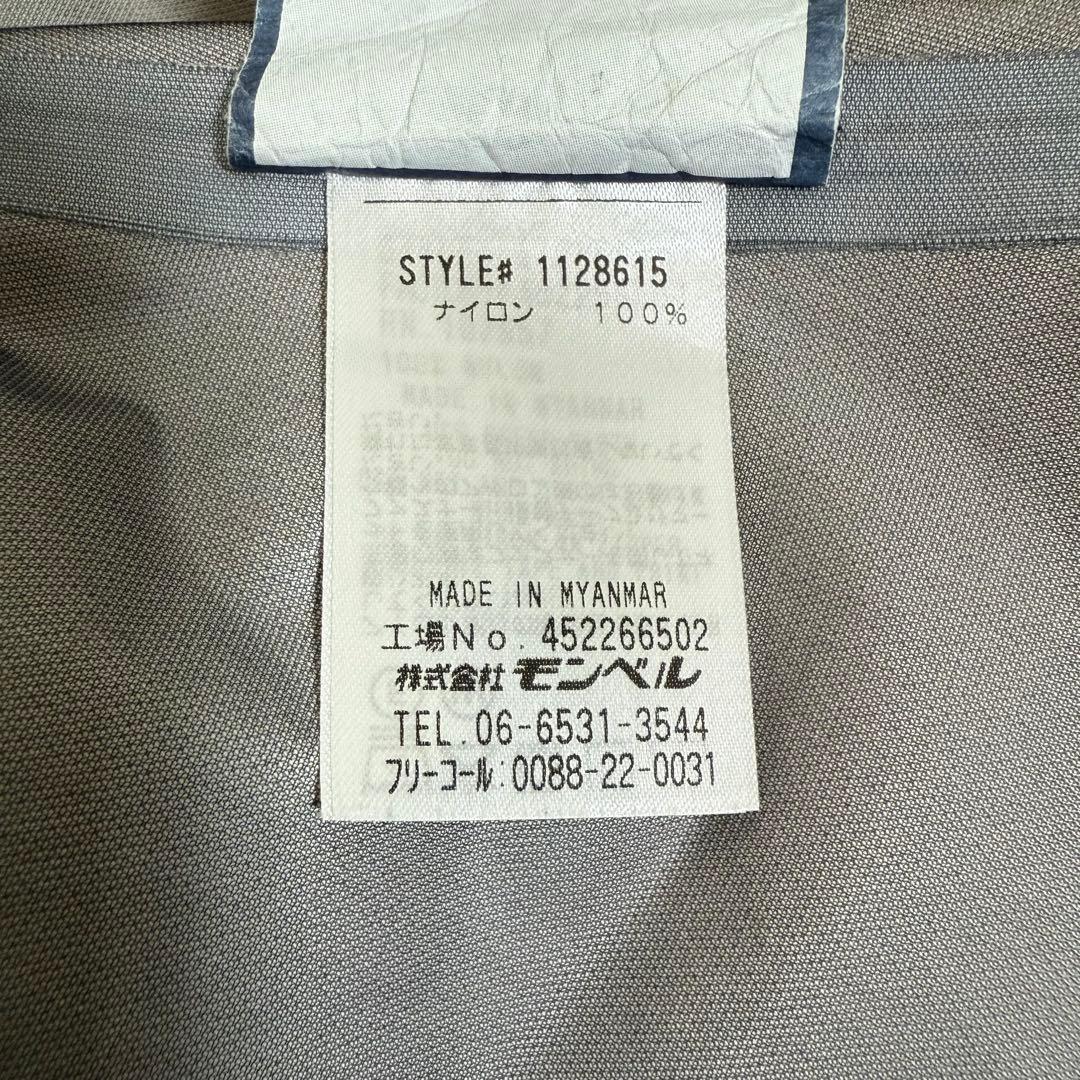 STYLE# 1128615
ナイロン 100%
MADE IN MYANMAR
工場No. 452266502
株式会社 モンベル
TEL. 06-6531-3544
フリーコール:0088-22-0031